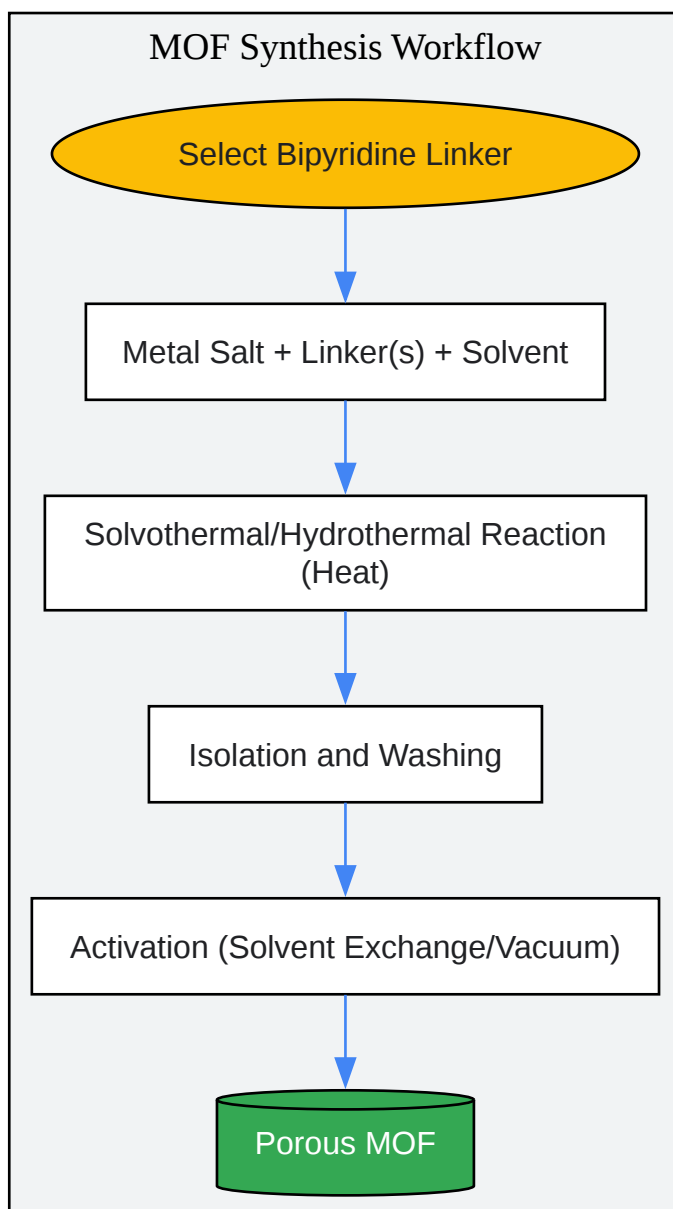 MOF Synthesis Workflow
Select Bipyridine Linker
Metal Salt + Linker(s) + Solvent
Solvothermal/Hydrothermal Reaction
(Heat)
Isolation and Washing
Activation (Solvent Exchange/Vacuum)
Porous MOF